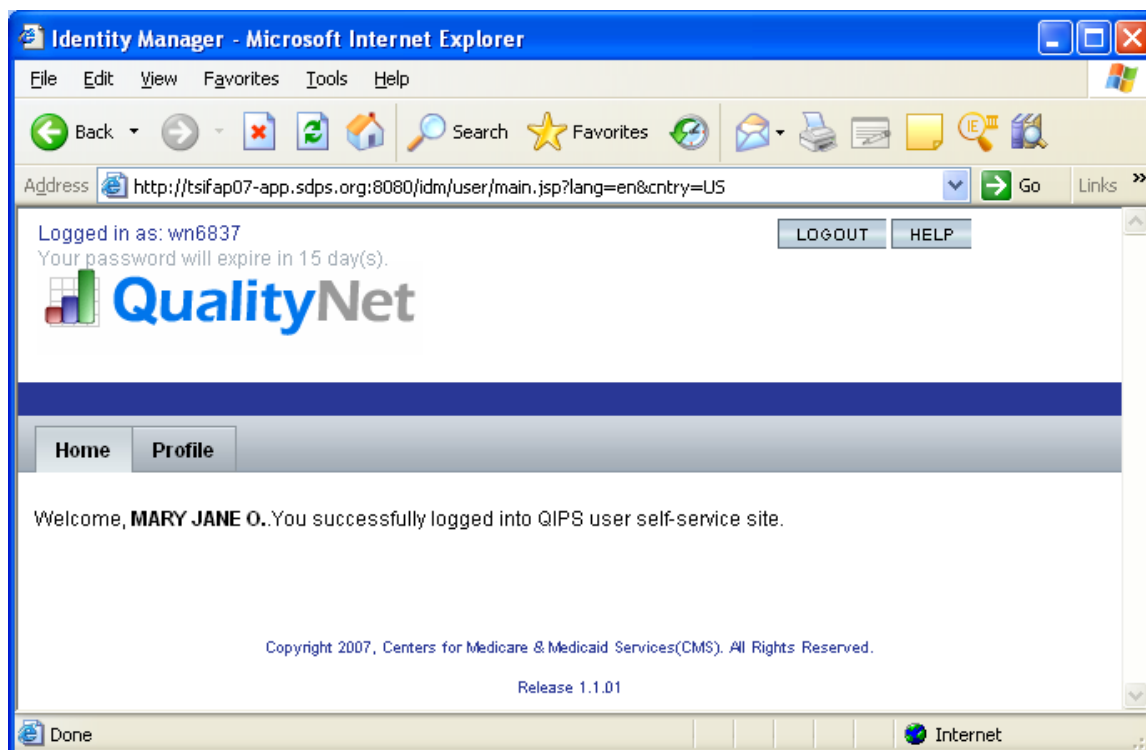 Identity Manager - Microsoft Internet Explorer
File Edit View Favorites Tools Help
Back Search Favorites
Address http://tsifap07-app.sdps.org:8080/idm/user/main.jsp?lang=en&cntry=US Go Links »
Logged in as: wn6837 LOGOUT HELP
Your password will expire in 15 day(s).
QualityNet
Home Profile
Welcome, MARY JANE O..You successfully logged into QIPS user self-service site.
Copyright 2007, Centers for Medicare & Medicaid Services(CMS). All Rights Reserved.
Release 1.1.01
Done Internet